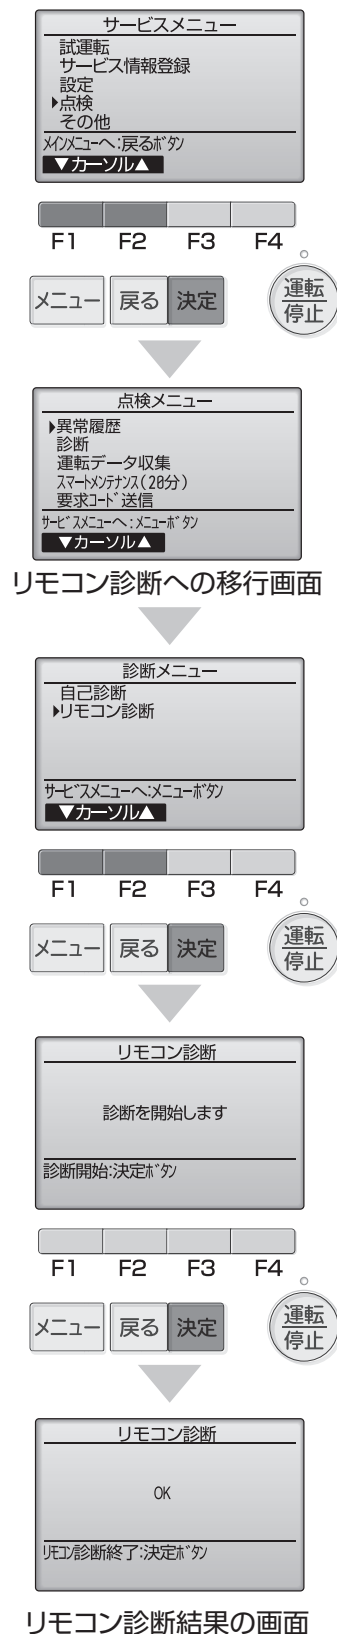 サービスメニュー
試運転
サービス情報登録
設定
▶点検
その他
ﾒｲﾝﾒﾆｭｰへ:戻るﾎﾞﾀﾝ
▼カーソル▲
F1 F2 F3 F4
メニュー 戻る 決定 運転
停止
点検メニュー
▶異常履歴
診断
運転データ収集
ｽﾏｰﾄﾒﾝﾃﾅﾝｽ(20分)
要求ｺｰﾄﾞ送信
ｻｰﾋﾞｽﾒﾆｭｰへ:ﾒﾆｭｰﾎﾞﾀﾝ
▼カーソル▲
リモコン診断への移行画面
診断メニュー
自己診断
▶リモコン診断
ｻｰﾋﾞｽﾒﾆｭｰへ:ﾒﾆｭｰﾎﾞﾀﾝ
▼カーソル▲
F1 F2 F3 F4
メニュー 戻る 決定 運転
停止
リモコン診断
診断を開始します
診断開始:決定ﾎﾞﾀﾝ
F1 F2 F3 F4
メニュー 戻る 決定 運転
停止
リモコン診断
OK
ﾘﾓｺﾝ診断終了:決定ﾎﾞﾀﾝ
リモコン診断結果の画面